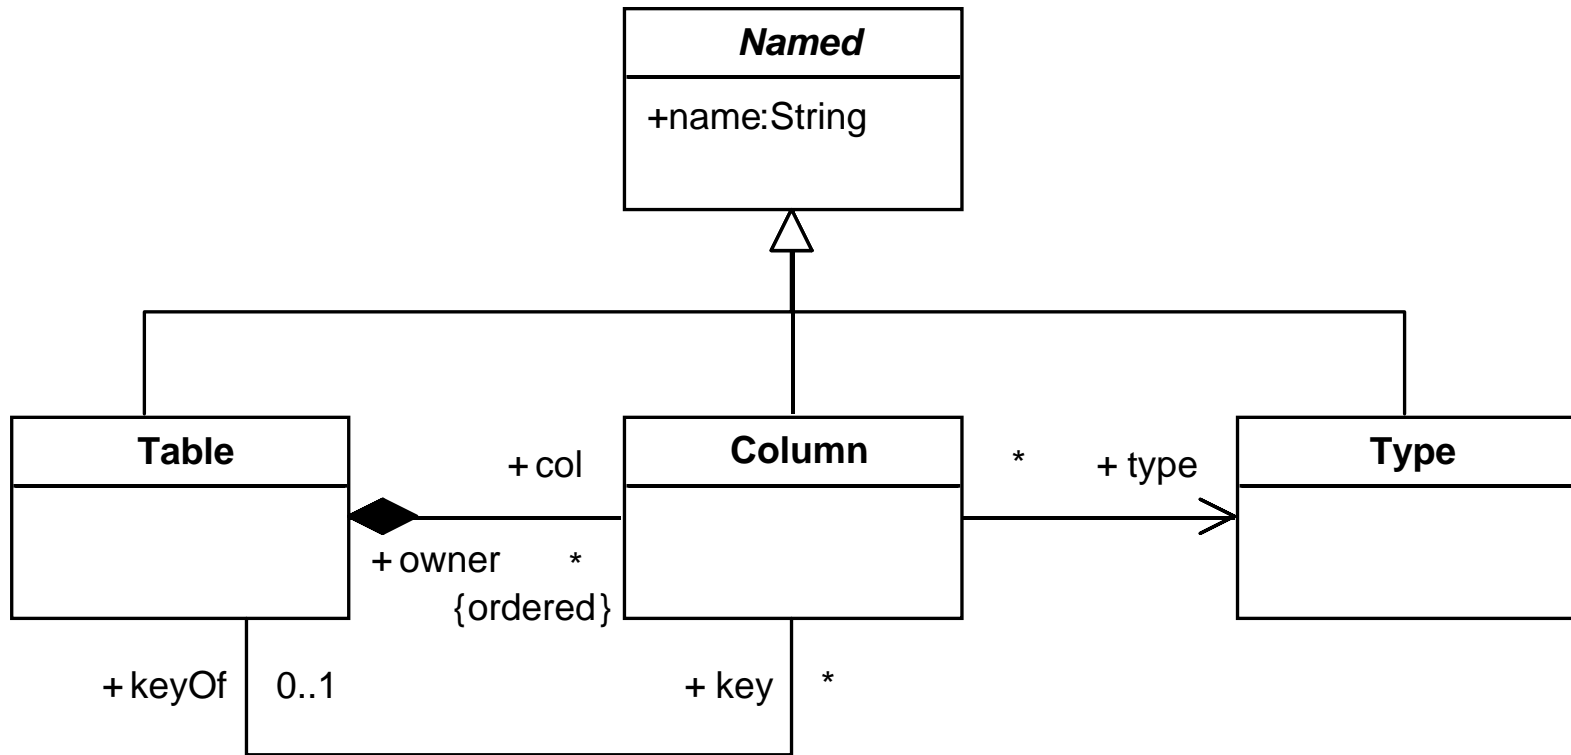 Named
+name:String
Table
Column
Type
+ col
*
+ type
+ owner
*
{ordered}
+ keyOf
0..1
+ key
*